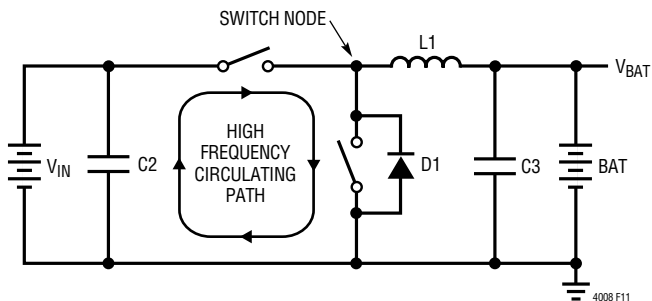 SWITCH NODE
L1
VBAT
VIN
C2
HIGH
FREQUENCY
CIRCULATING
PATH
D1
C3
BAT
4008 F11